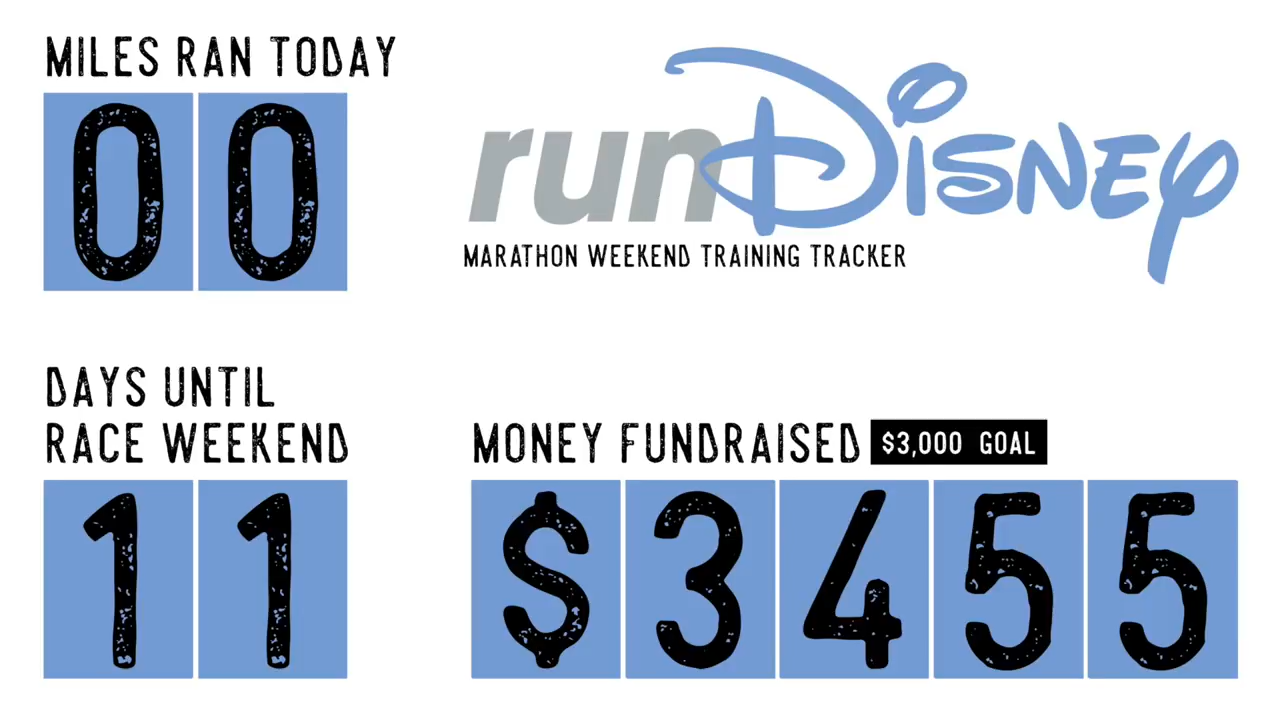 MILES RAN TODAY
00
runDisney
MARATHON WEEKEND TRAINING TRACKER
DAYS UNTIL
RACE WEEKEND
11
MONEY FUNDRAISED $3,000 GOAL
$3455